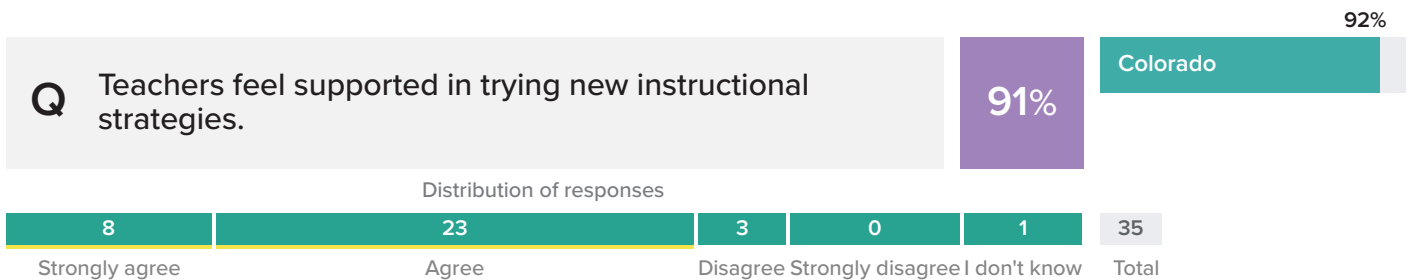 92%
Q Teachers feel supported in trying new instructional
strategies.
91%
Colorado
Distribution of responses
8 23 3 0 1 35
Strongly agree Agree Disagree Strongly disagree I don't know Total